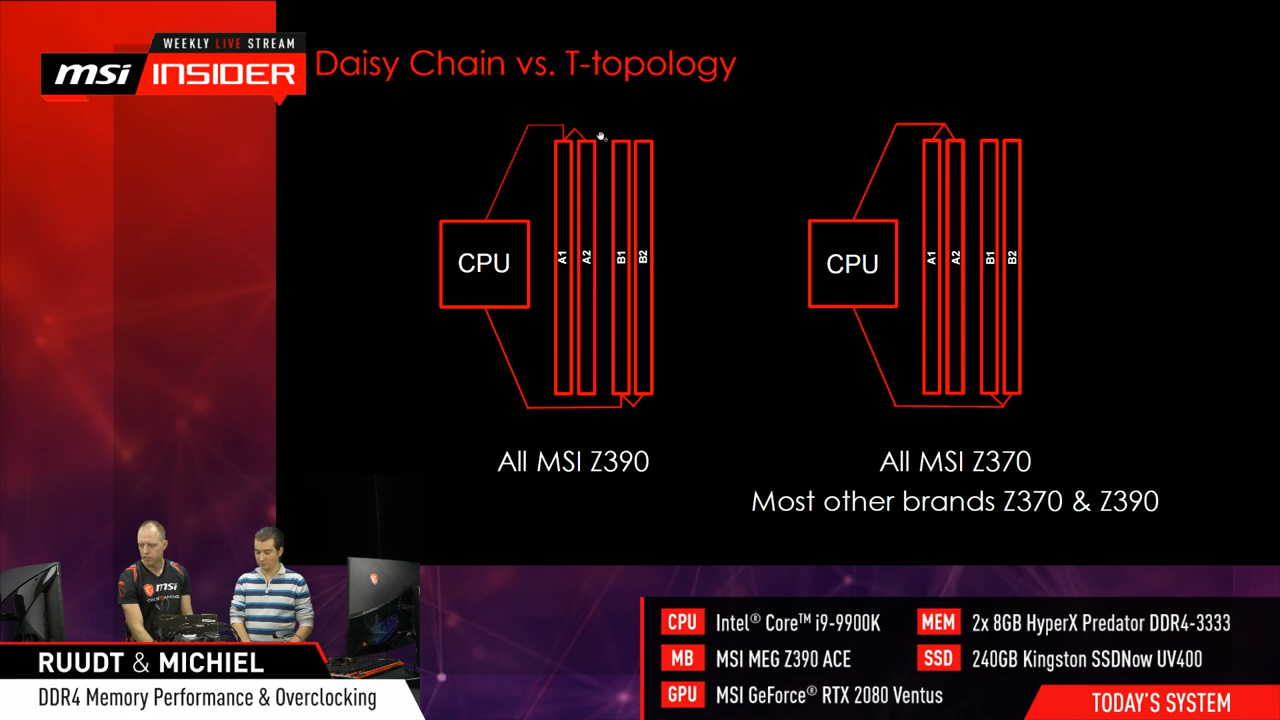 WEEKLY LIVE STREAM
msi INSIDER
Daisy Chain vs. T-topology
CPU
A1
A2
B1
B2
CPU
A1
A2
B1
B2
All MSI Z390
All MSI Z370
Most other brands Z370 & Z390
msi
RUUDT & MICHIEL
DDR4 Memory Performance & Overclocking
CPU Intel® Core™ i9-9900K
MB MSI MEG Z390 ACE
GPU MSI GeForce® RTX 2080 Ventus
MEM 2x 8GB HyperX Predator DDR4-3333
SSD 240GB Kingston SSDNow UV400
TODAY'S SYSTEM